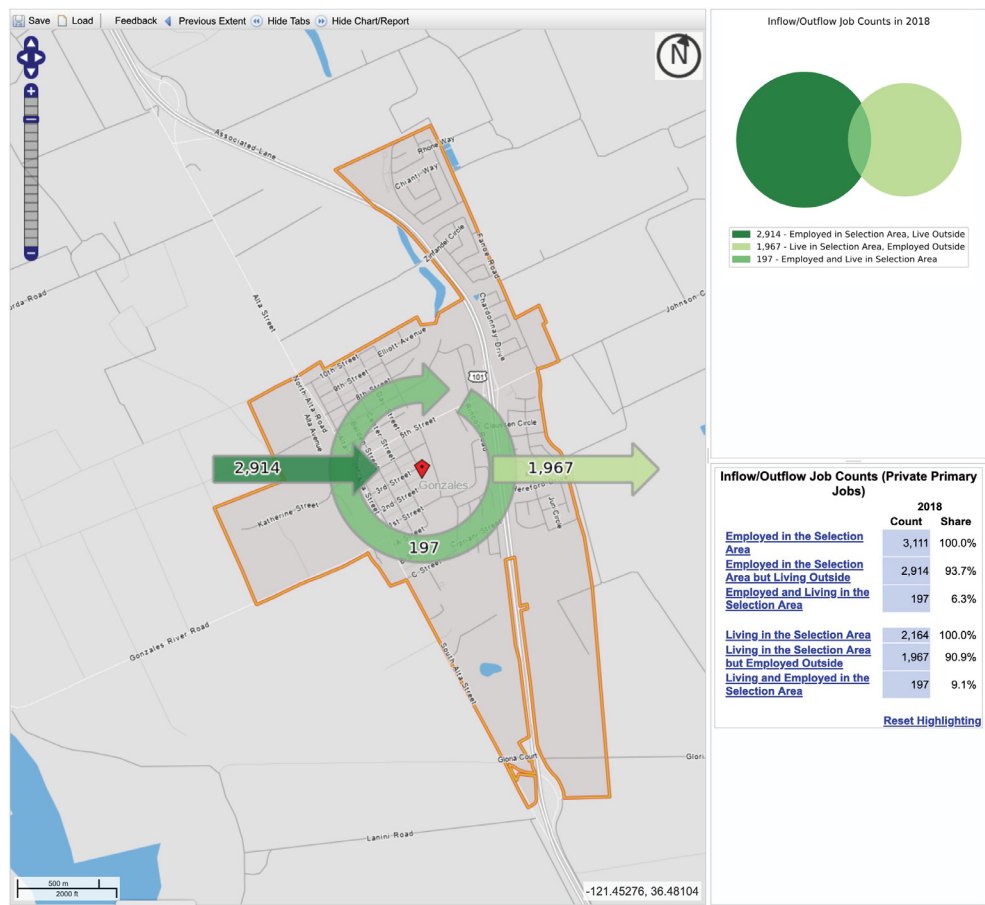 Save Load Feedback Previous Extent Hide Tabs Hide Chart/Report
N
Associated-Lane
Rhone Way
Chianti-Way
Zinfandel Circle
Fanoe Road
Chardonnay Drive
Johnson-C
urda-Road
Alta Street
Elliott-Avenue
10th-Street
9th-Street
8th-Street
North-Alta-Road
Alta Avenue
Center-Street
5th-Street
101
2,914
3rd-Street
Gonzales
1,967
2nd-Street
Katherine-Street
1st-Street
197
C-Street
Gonzales River Road
South Alta Street
Gloria Court
Glori
Lanini Road
500 m
2000 ft
-121.45276, 36.48104
Inflow/Outflow Job Counts in 2018
2,914 - Employed in Selection Area, Live Outside
1,967 - Live in Selection Area, Employed Outside
197 - Employed and Live in Selection Area
Inflow/Outflow Job Counts (Private Primary
Jobs)
2018
Count Share
Employed in the Selection
Area 3,111 100.0%
Employed in the Selection
Area but Living Outside 2,914 93.7%
Employed and Living in the
Selection Area 197 6.3%
Living in the Selection Area 2,164 100.0%
Living in the Selection Area
but Employed Outside 1,967 90.9%
Living and Employed in the
Selection Area 197 9.1%
Reset Highlighting